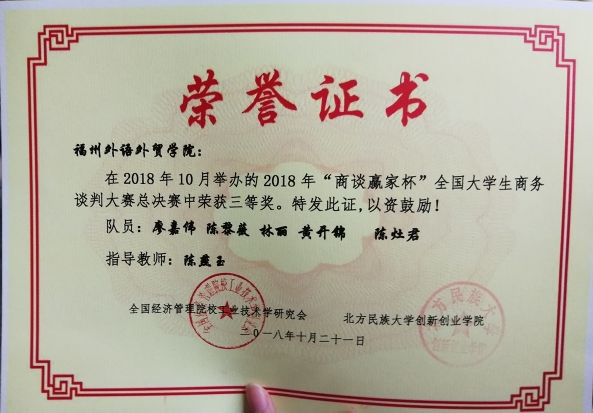 荣誉证书
福州外语外贸学院：
在2018年10月举办的2018年“商谈赢家杯”全国大学生商务
谈判大赛总决赛中荣获三等奖。特发此证,以资鼓励！
队员：廖嘉伟 陈黎薇 林丽 黄开锦 陈灶君
指导教师：陈燕玉
全国经济管理院校工业技术学研究会 北方民族大学创新创业学院
二〇一八年十月二十一日